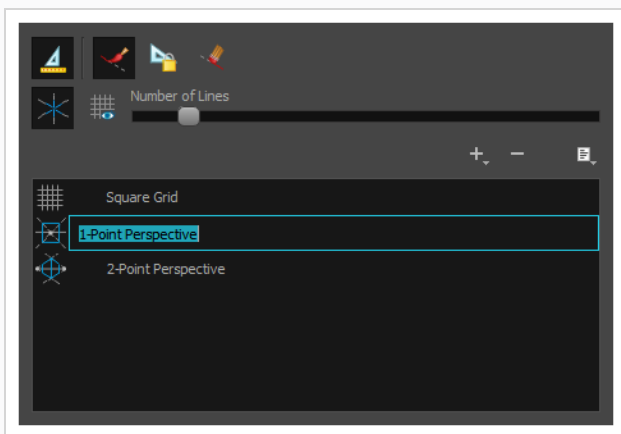 Number of Lines
Square Grid
1-Point Perspective
2-Point Perspective